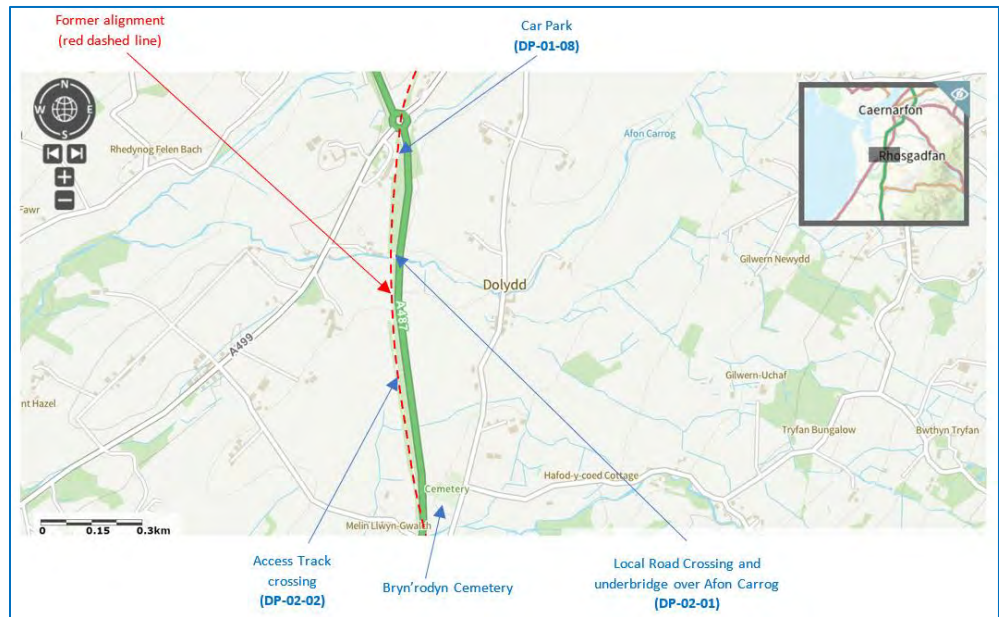 Former alignment
(red dashed line)
Car Park
(DP-01-08)
N
W
E
S
Rhedynog Felen Bach
Afon Carrog
Caernarfon
Rhosgadfan
Fawr
Gilwern Newydd
Dolydd
A487
A499
Gilwern-Uchaf
nt Hazel
Tryfan Bungalow
Bwthyn Tryfan
Hafod-y-coed Cottage
Cemetery
Melin Llwyn-Gwalch
0 0.15 0.3km
Access Track
crossing
(DP-02-02)
Bryn'rodyn Cemetery
Local Road Crossing and
underbridge over Afon Carrog
(DP-02-01)